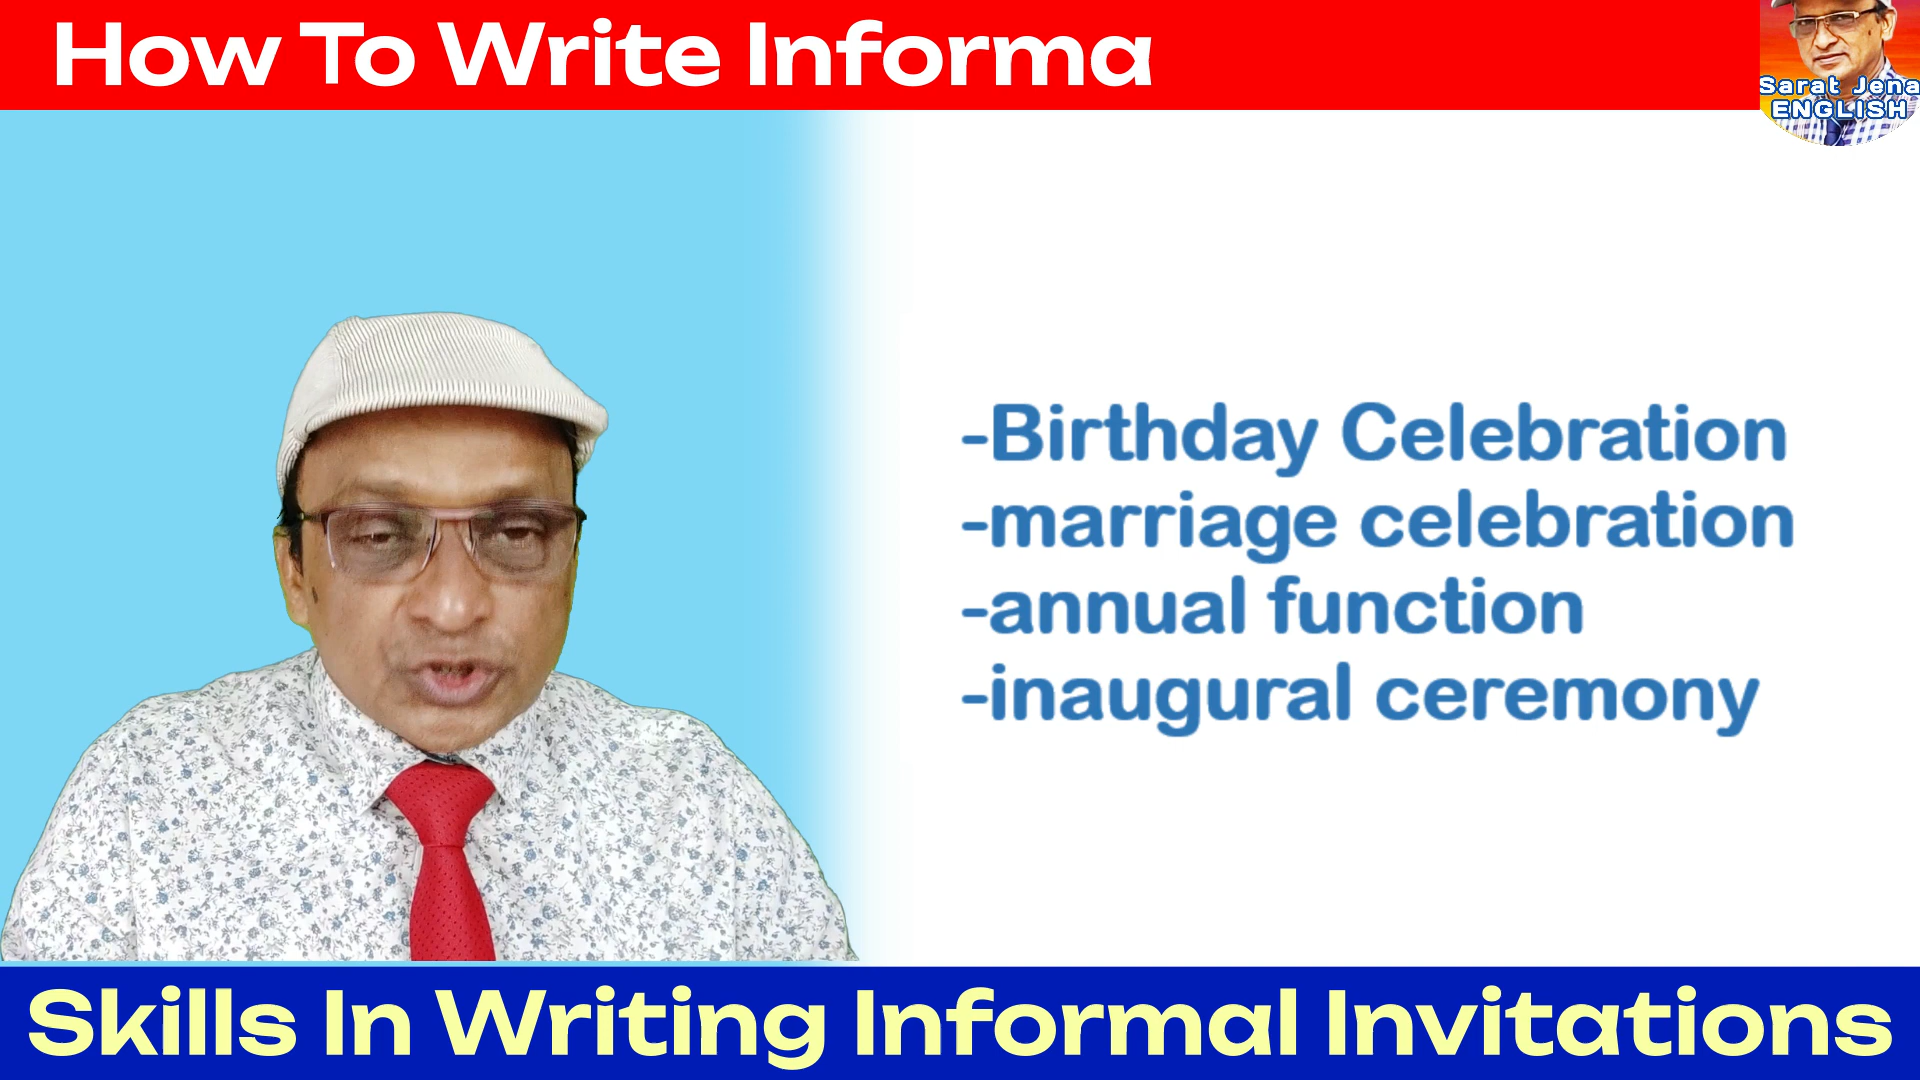 How To Write Informa
Sarat Jena
ENGLISH
-Birthday Celebration
-marriage celebration
-annual function
-inaugural ceremony
Skills In Writing Informal Invitations